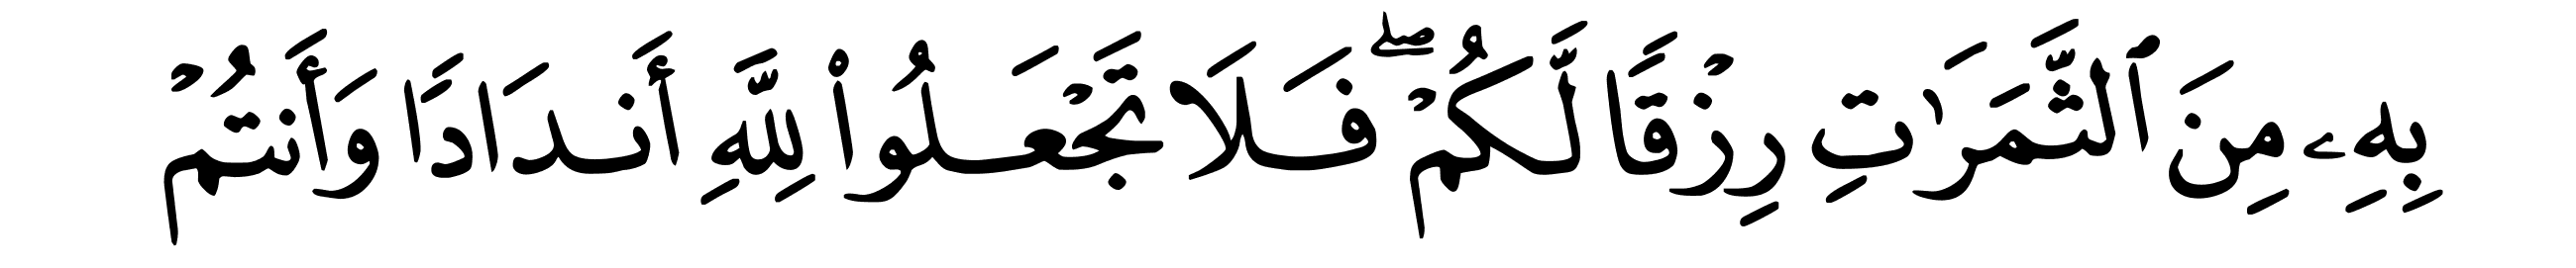 بِهِۦ مِنَ ٱلثَّمَرَٰتِ رِزْقًا لَّكُمْ ۖ فَلَا تَجْعَلُوا۟ لِلَّهِ أَندَادًا وَأَنتُمْ